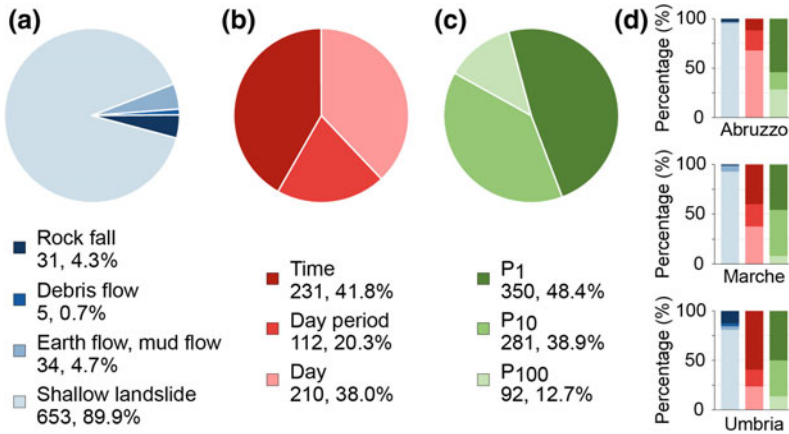 (a)
Rock fall
31, 4.3%
Debris flow
5, 0.7%
Earth flow, mud flow
34, 4.7%
Shallow landslide
653, 89.9%
(b)
Time
231, 41.8%
Day period
112, 20.3%
Day
210, 38.0%
(c)
P1
350, 48.4%
P10
281, 38.9%
P100
92, 12.7%
(d)
Percentage (%)
100
50
0
Abruzzo
Percentage (%)
100
50
0
Marche
Percentage (%)
100
50
0
Umbria